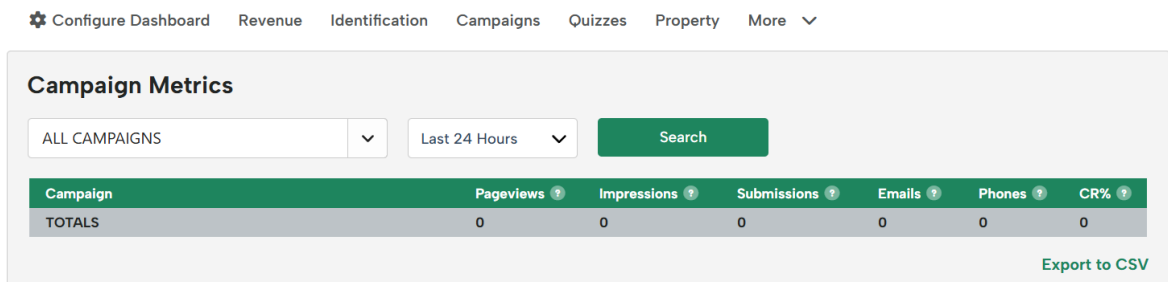 Configure Dashboard Revenue Identification Campaigns Quizzes Property More
Campaign Metrics
ALL CAMPAIGNS Last 24 Hours Search
Campaign Pageviews ? Impressions ? Submissions ? Emails ? Phones ? CR% ?
TOTALS 0 0 0 0 0 0
Export to CSV